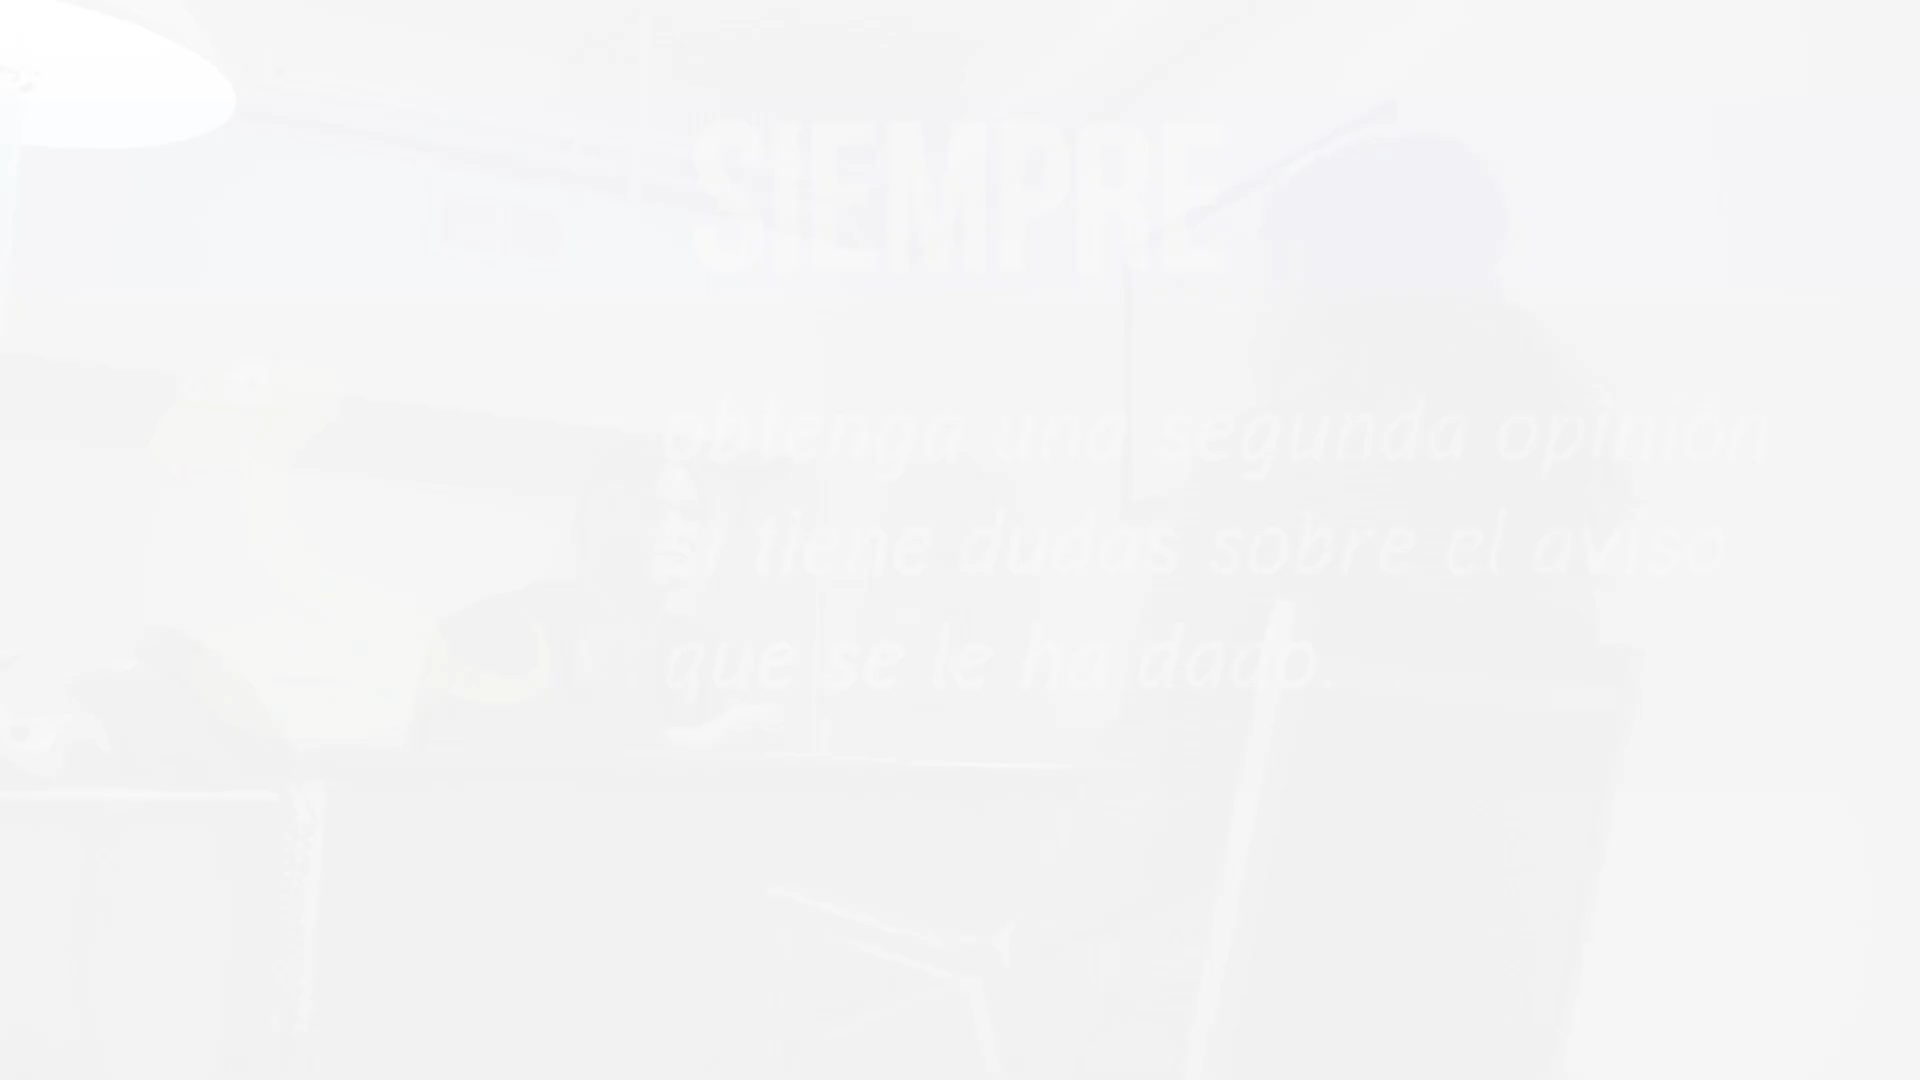 SIEMPRE
obtenga una segunda opinión
si tiene dudas sobre el aviso
que se le ha dado.